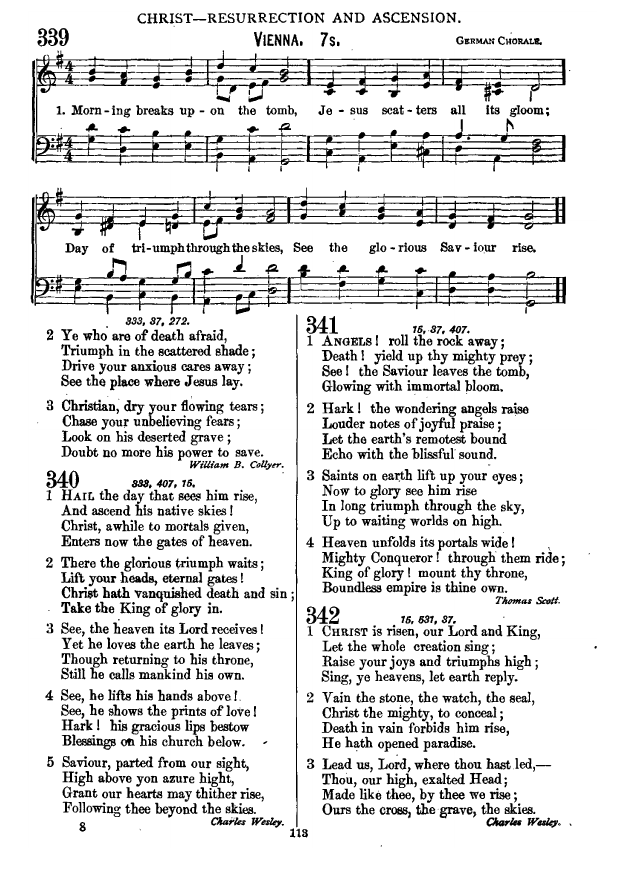 CHRIST—RESURRECTION AND ASCENSION.
339
VIENNA. 7s.
GERMAN CHORALE.
1. Morn-ing breaks up-on the tomb, Je-sus scat-ters all its gloom;
Day of tri-umph through the skies, See the glo-rious Sav-iour rise.
333, 37, 272.
2 Ye who are of death afraid,
Triumph in the scattered shade;
Drive your anxious cares away;
See the place where Jesus lay.
3 Christian, dry your flowing tears;
Chase your unbelieving fears;
Look on his deserted grave;
Doubt no more his power to save.
William B. Collyer.
340
333, 407, 15.
1 HAIL the day that sees him rise,
And ascend his native skies!
Christ, awhile to mortals given,
Enters now the gates of heaven.
2 There the glorious triumph waits;
Lift your heads, eternal gates!
Christ hath vanquished death and sin;
Take the King of glory in.
3 See, the heaven its Lord receives!
Yet he loves the earth he leaves;
Though returning to his throne,
Still he calls mankind his own.
4 See, he lifts his hands above!
See, he shows the prints of love!
Hark! his gracious lips bestow
Blessings on his church below.
5 Saviour, parted from our sight,
High above yon azure hight,
Grant our hearts may thither rise,
Following thee beyond the skies.
Charles Wesley.
8
341
15, 37, 407.
1 ANGELS! roll the rock away;
Death! yield up thy mighty prey;
See! the Saviour leaves the tomb,
Glowing with immortal bloom.
2 Hark! the wondering angels raise
Louder notes of joyful praise;
Let the earth's remotest bound
Echo with the blissful sound.
3 Saints on earth lift up your eyes;
Now to glory see him rise
In long triumph through the sky,
Up to waiting worlds on high.
4 Heaven unfolds its portals wide!
Mighty Conqueror! through them ride;
King of glory! mount thy throne,
Boundless empire is thine own.
Thomas Scott.
342
15, 531, 37.
1 CHRIST is risen, our Lord and King,
Let the whole creation sing;
Raise your joys and triumphs high;
Sing, ye heavens, let earth reply.
2 Vain the stone, the watch, the seal,
Christ the mighty, to conceal;
Death in vain forbids him rise,
He hath opened paradise.
3 Lead us, Lord, where thou hast led,—
Thou, our high, exalted Head;
Made like thee, by thee we rise;
Ours the cross, the grave, the skies.
Charles Wesley.
113